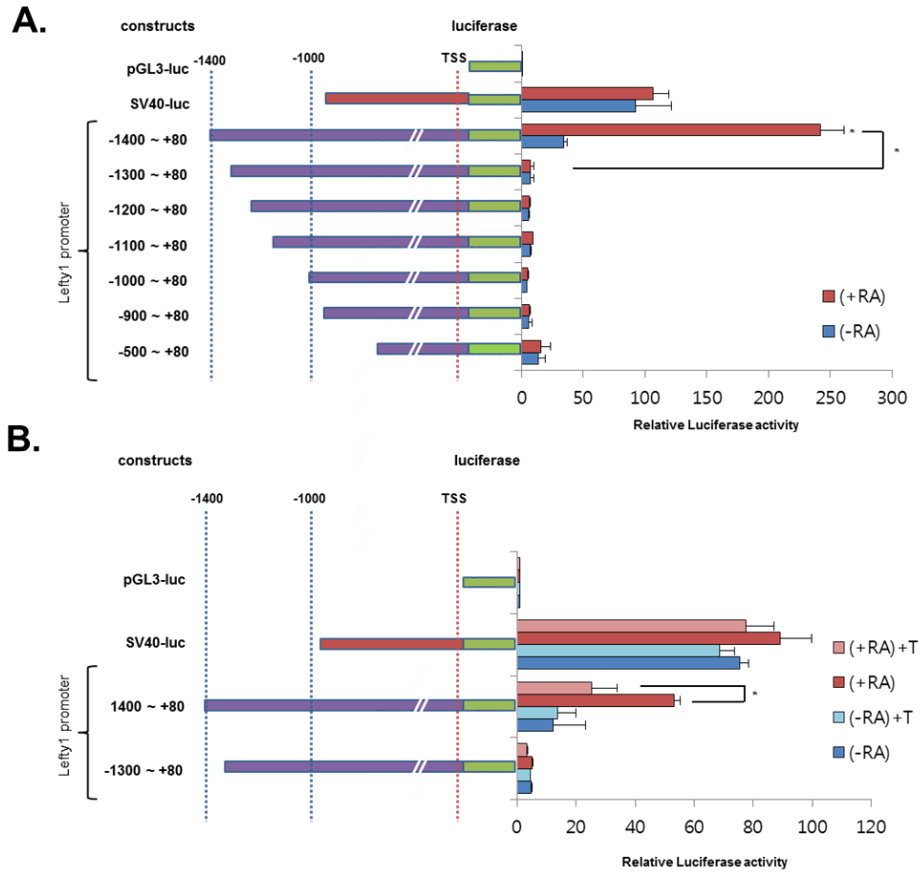 A.
constructs
luciferase
-1400
-1000
TSS
pGL3-luc
SV40-luc
-1400 ~ +80
*
*
-1300 ~ +80
-1200 ~ +80
-1100 ~ +80
-1000 ~ +80
-900 ~ +80
-500 ~ +80
Lefty1 promoter
(+RA)
(-RA)
0 50 100 150 200 250 300
Relative Luciferase activity
B.
constructs
luciferase
-1400
-1000
TSS
pGL3-luc
SV40-luc
1400 ~ +80
*
-1300 ~ +80
Lefty1 promoter
(+RA) +T
(+RA)
(-RA) +T
(-RA)
0 20 40 60 80 100 120
Relative Luciferase activity